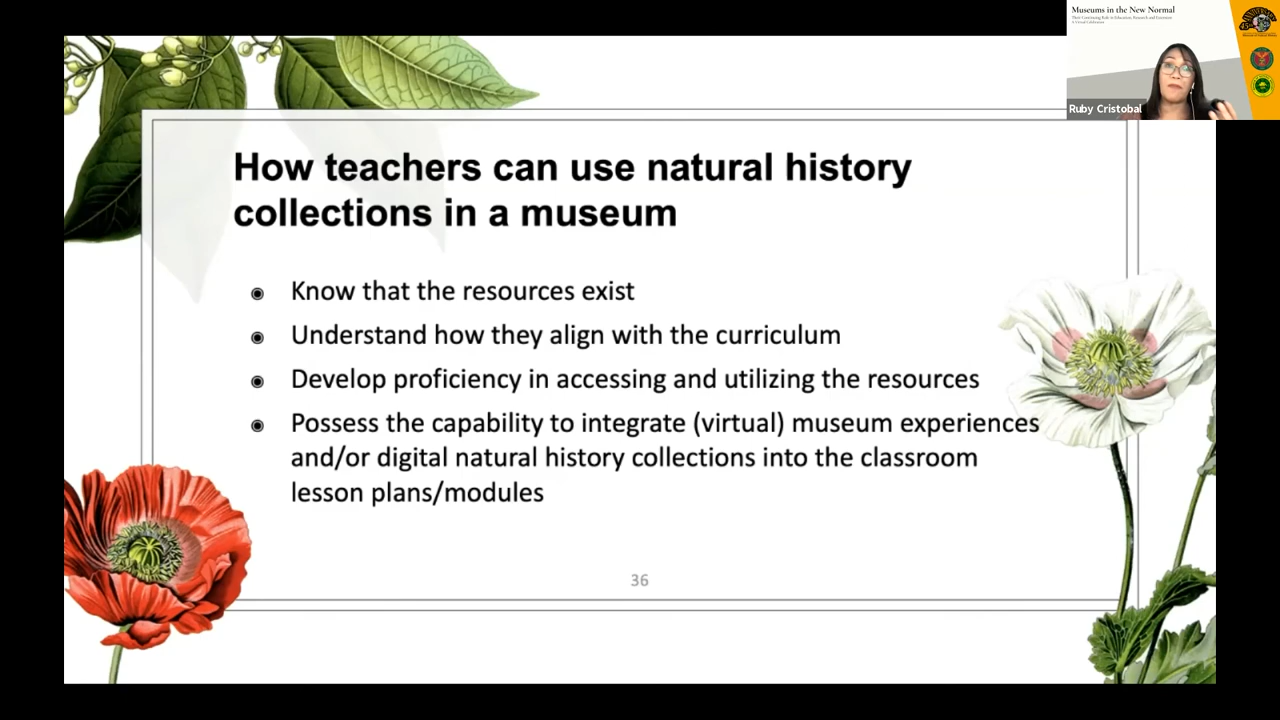 Museums in the New Normal
Their Continuing Role in Education, Research and Extension
A Virtual Celebration
Ruby Cristobal
How teachers can use natural history
collections in a museum
Know that the resources exist
Understand how they align with the curriculum
Develop proficiency in accessing and utilizing the resources
Possess the capability to integrate (virtual) museum experiences
and/or digital natural history collections into the classroom
lesson plans/modules
36